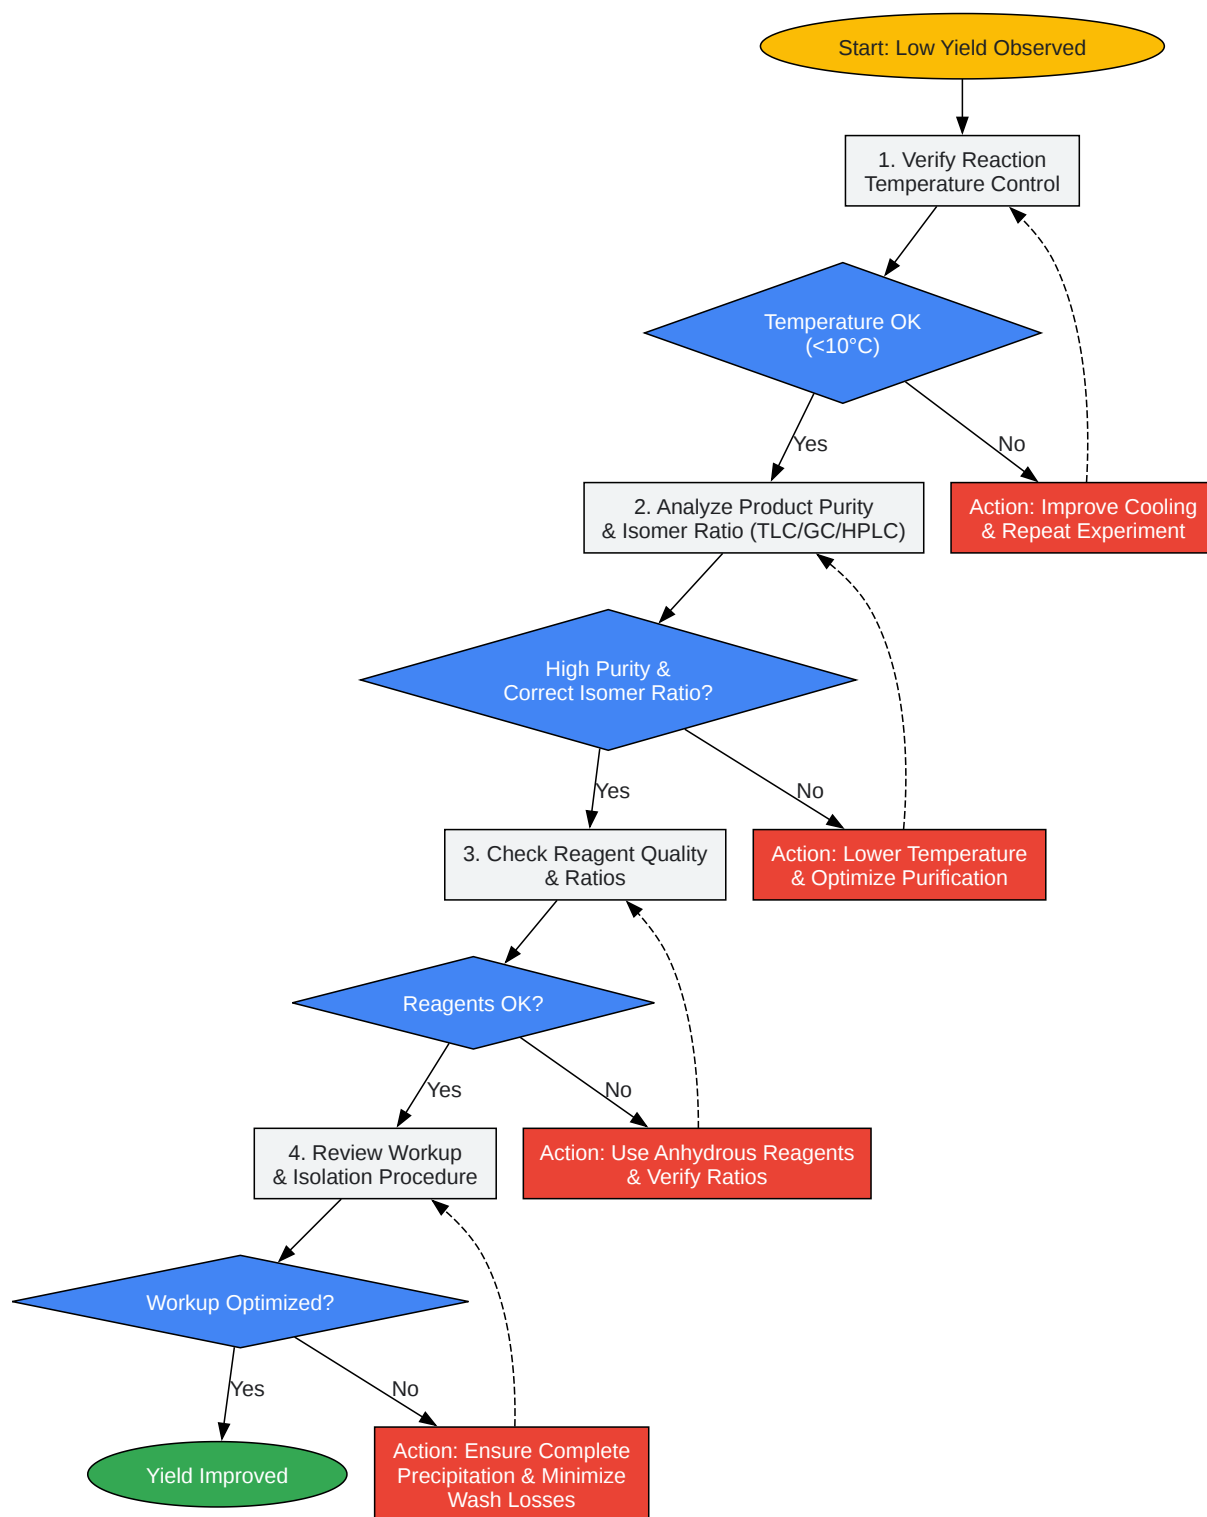 Start: Low Yield Observed
1. Verify Reaction
Temperature Control
Temperature OK
(<10°C)
Yes
No
2. Analyze Product Purity
& Isomer Ratio (TLC/GC/HPLC)
Action: Improve Cooling
& Repeat Experiment
High Purity &
Correct Isomer Ratio?
Yes
No
3. Check Reagent Quality
& Ratios
Action: Lower Temperature
& Optimize Purification
Reagents OK?
Yes
No
4. Review Workup
& Isolation Procedure
Action: Use Anhydrous Reagents
& Verify Ratios
Workup Optimized?
Yes
No
Yield Improved
Action: Ensure Complete
Precipitation & Minimize
Wash Losses